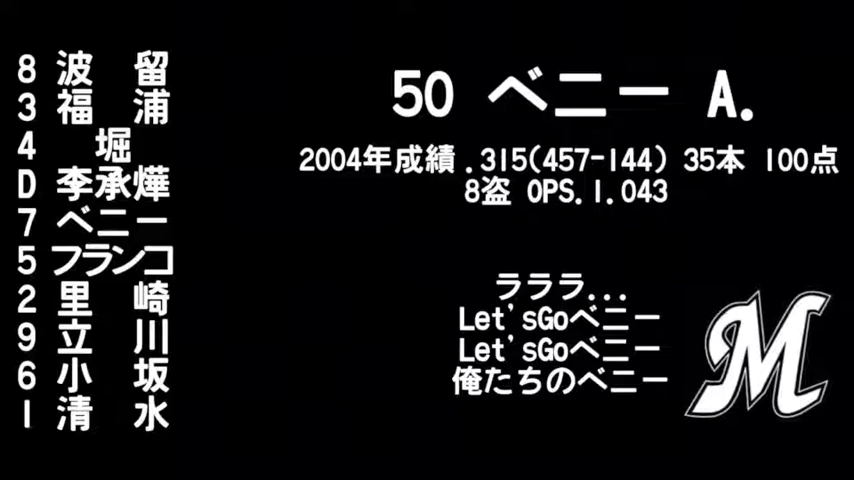 8 波留
3 福浦
4 堀
D 李承燁
7 ベニー
5 フランコ
2 里崎
9 立川
6 小坂
1 清水
50 ベニー A.
2004年成績 .315(457-144) 35本 100点
8盗 OPS.1.043
ラララ...
Let'sGoベニー
Let'sGoベニー
俺たちのベニー
M